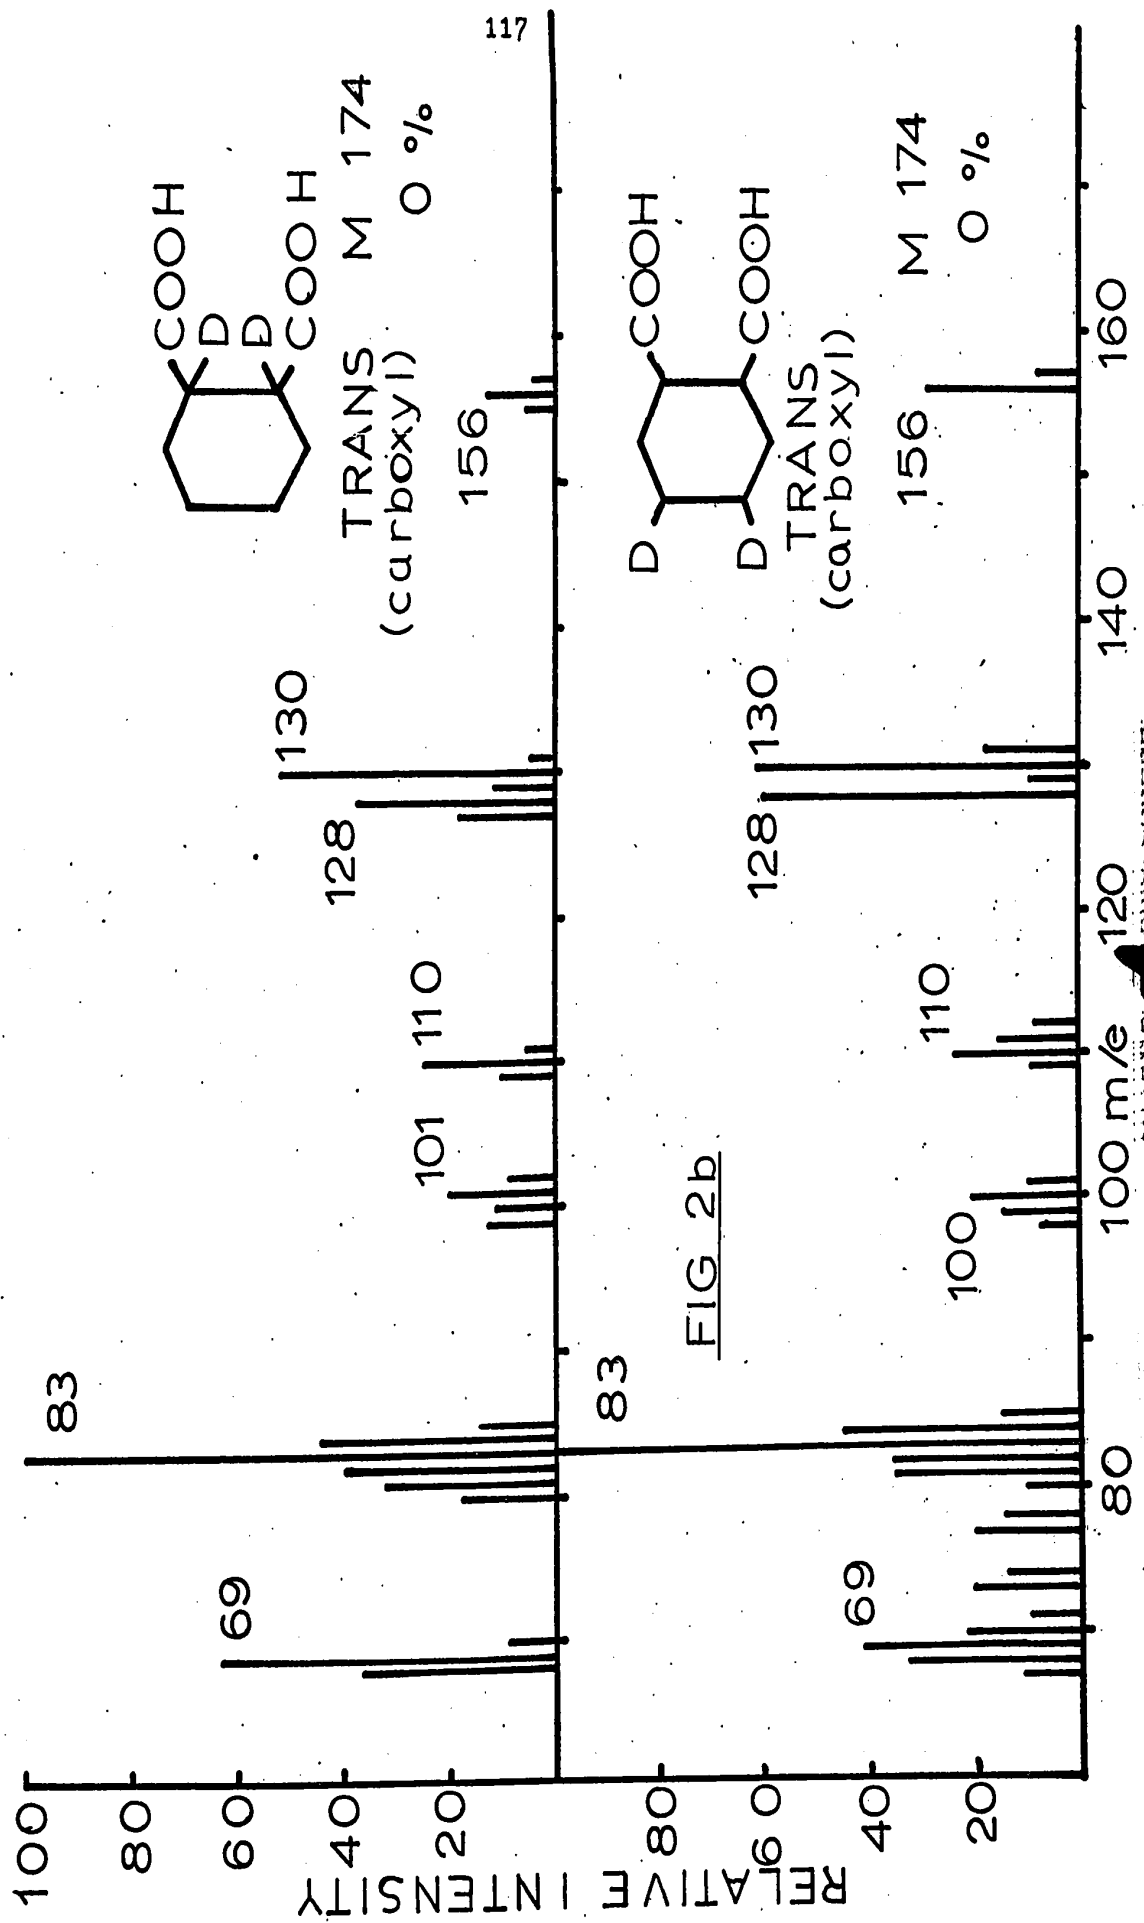 117
RELATIVE INTENSITY
100
80
60
40
20
69
83
101
110
128
130
156
COOH
D
D
COOH
TRANS
(carboxyl)
M 174
0 %
80
60
40
20
69
83
FIG 2b
100
110
128
130
156
COOH
COOH
D
D
TRANS
(carboxyl)
M 174
0 %
80
100
m/e
120
140
160